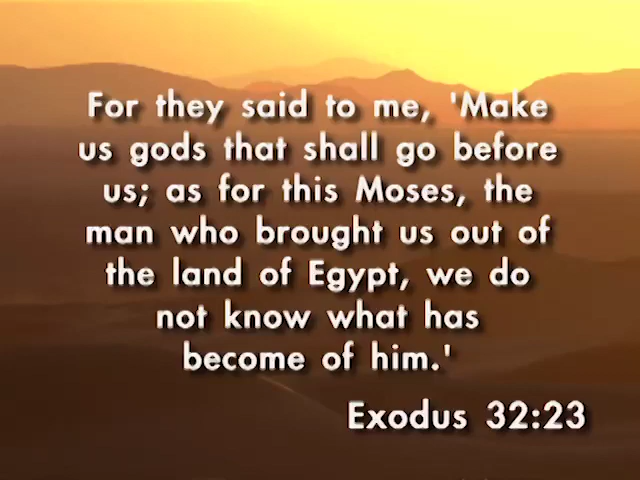 For they said to me, 'Make
us gods that shall go before
us; as for this Moses, the
man who brought us out of
the land of Egypt, we do
not know what has
become of him.'
Exodus 32:23